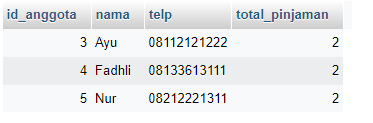 id_anggota nama telp total_pinjaman
3 Ayu 08112121222 2
4 Fadhli 08133613111 2
5 Nur 08212221311 2